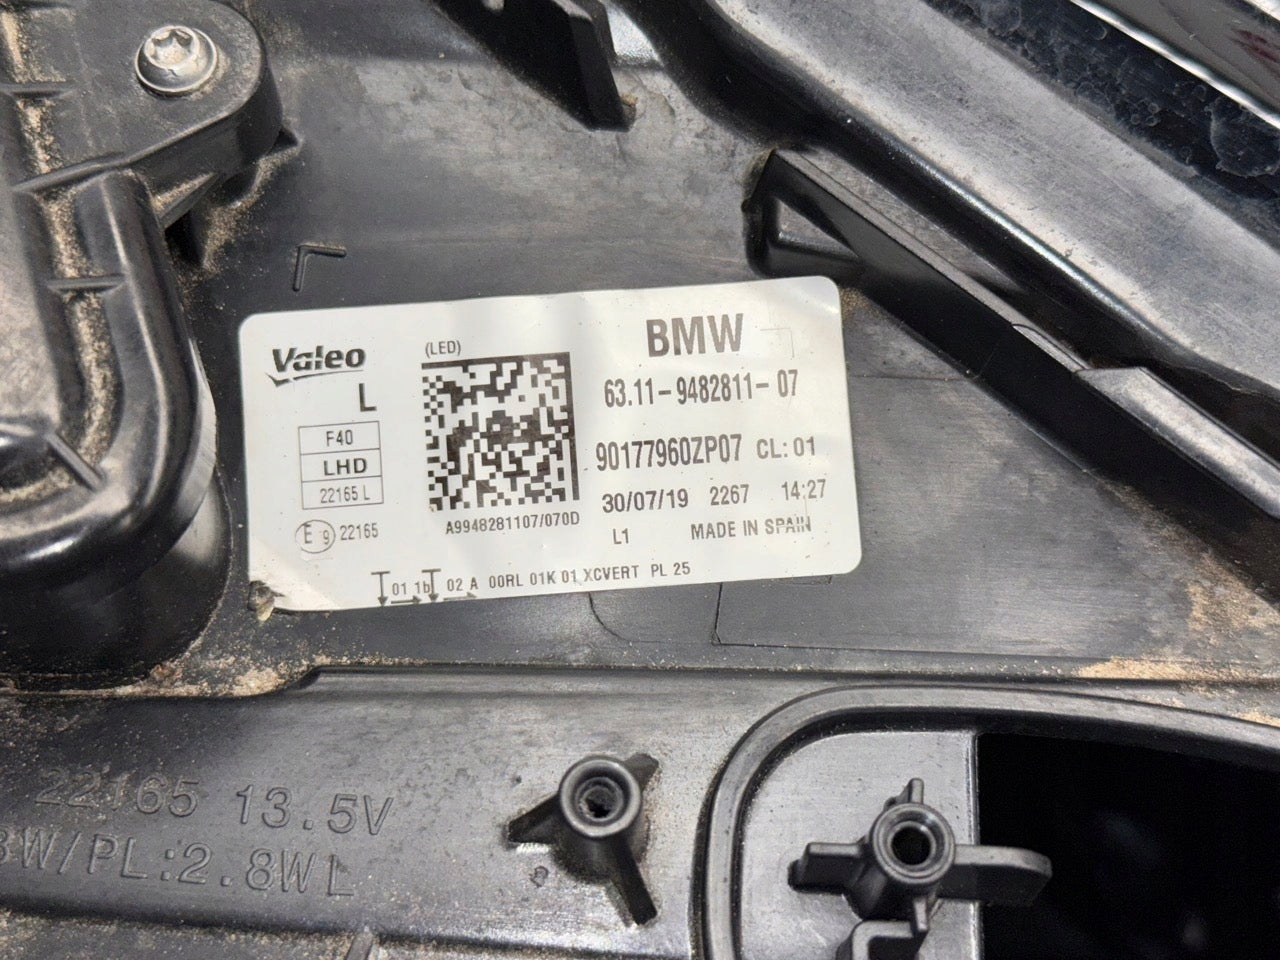 Valeo
L
F40
LHD
22165 L
E 9 22165
(LED)
A9948281107/070D
BMW
63.11-9482811-07
90177960ZP07 CL:01
30/07/19 2267 14:27
L1 MADE IN SPAIN
01 1b 02 A 00RL 01K 01 XCVERT PL 25
22165 13.5V
W/PL:2.8W L